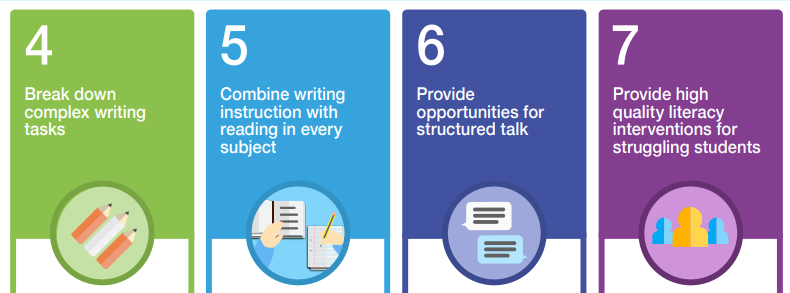 4
Break down
complex writing
tasks
5
Combine writing
instruction with
reading in every
subject
6
Provide
opportunities for
structured talk
7
Provide high
quality literacy
interventions for
struggling students